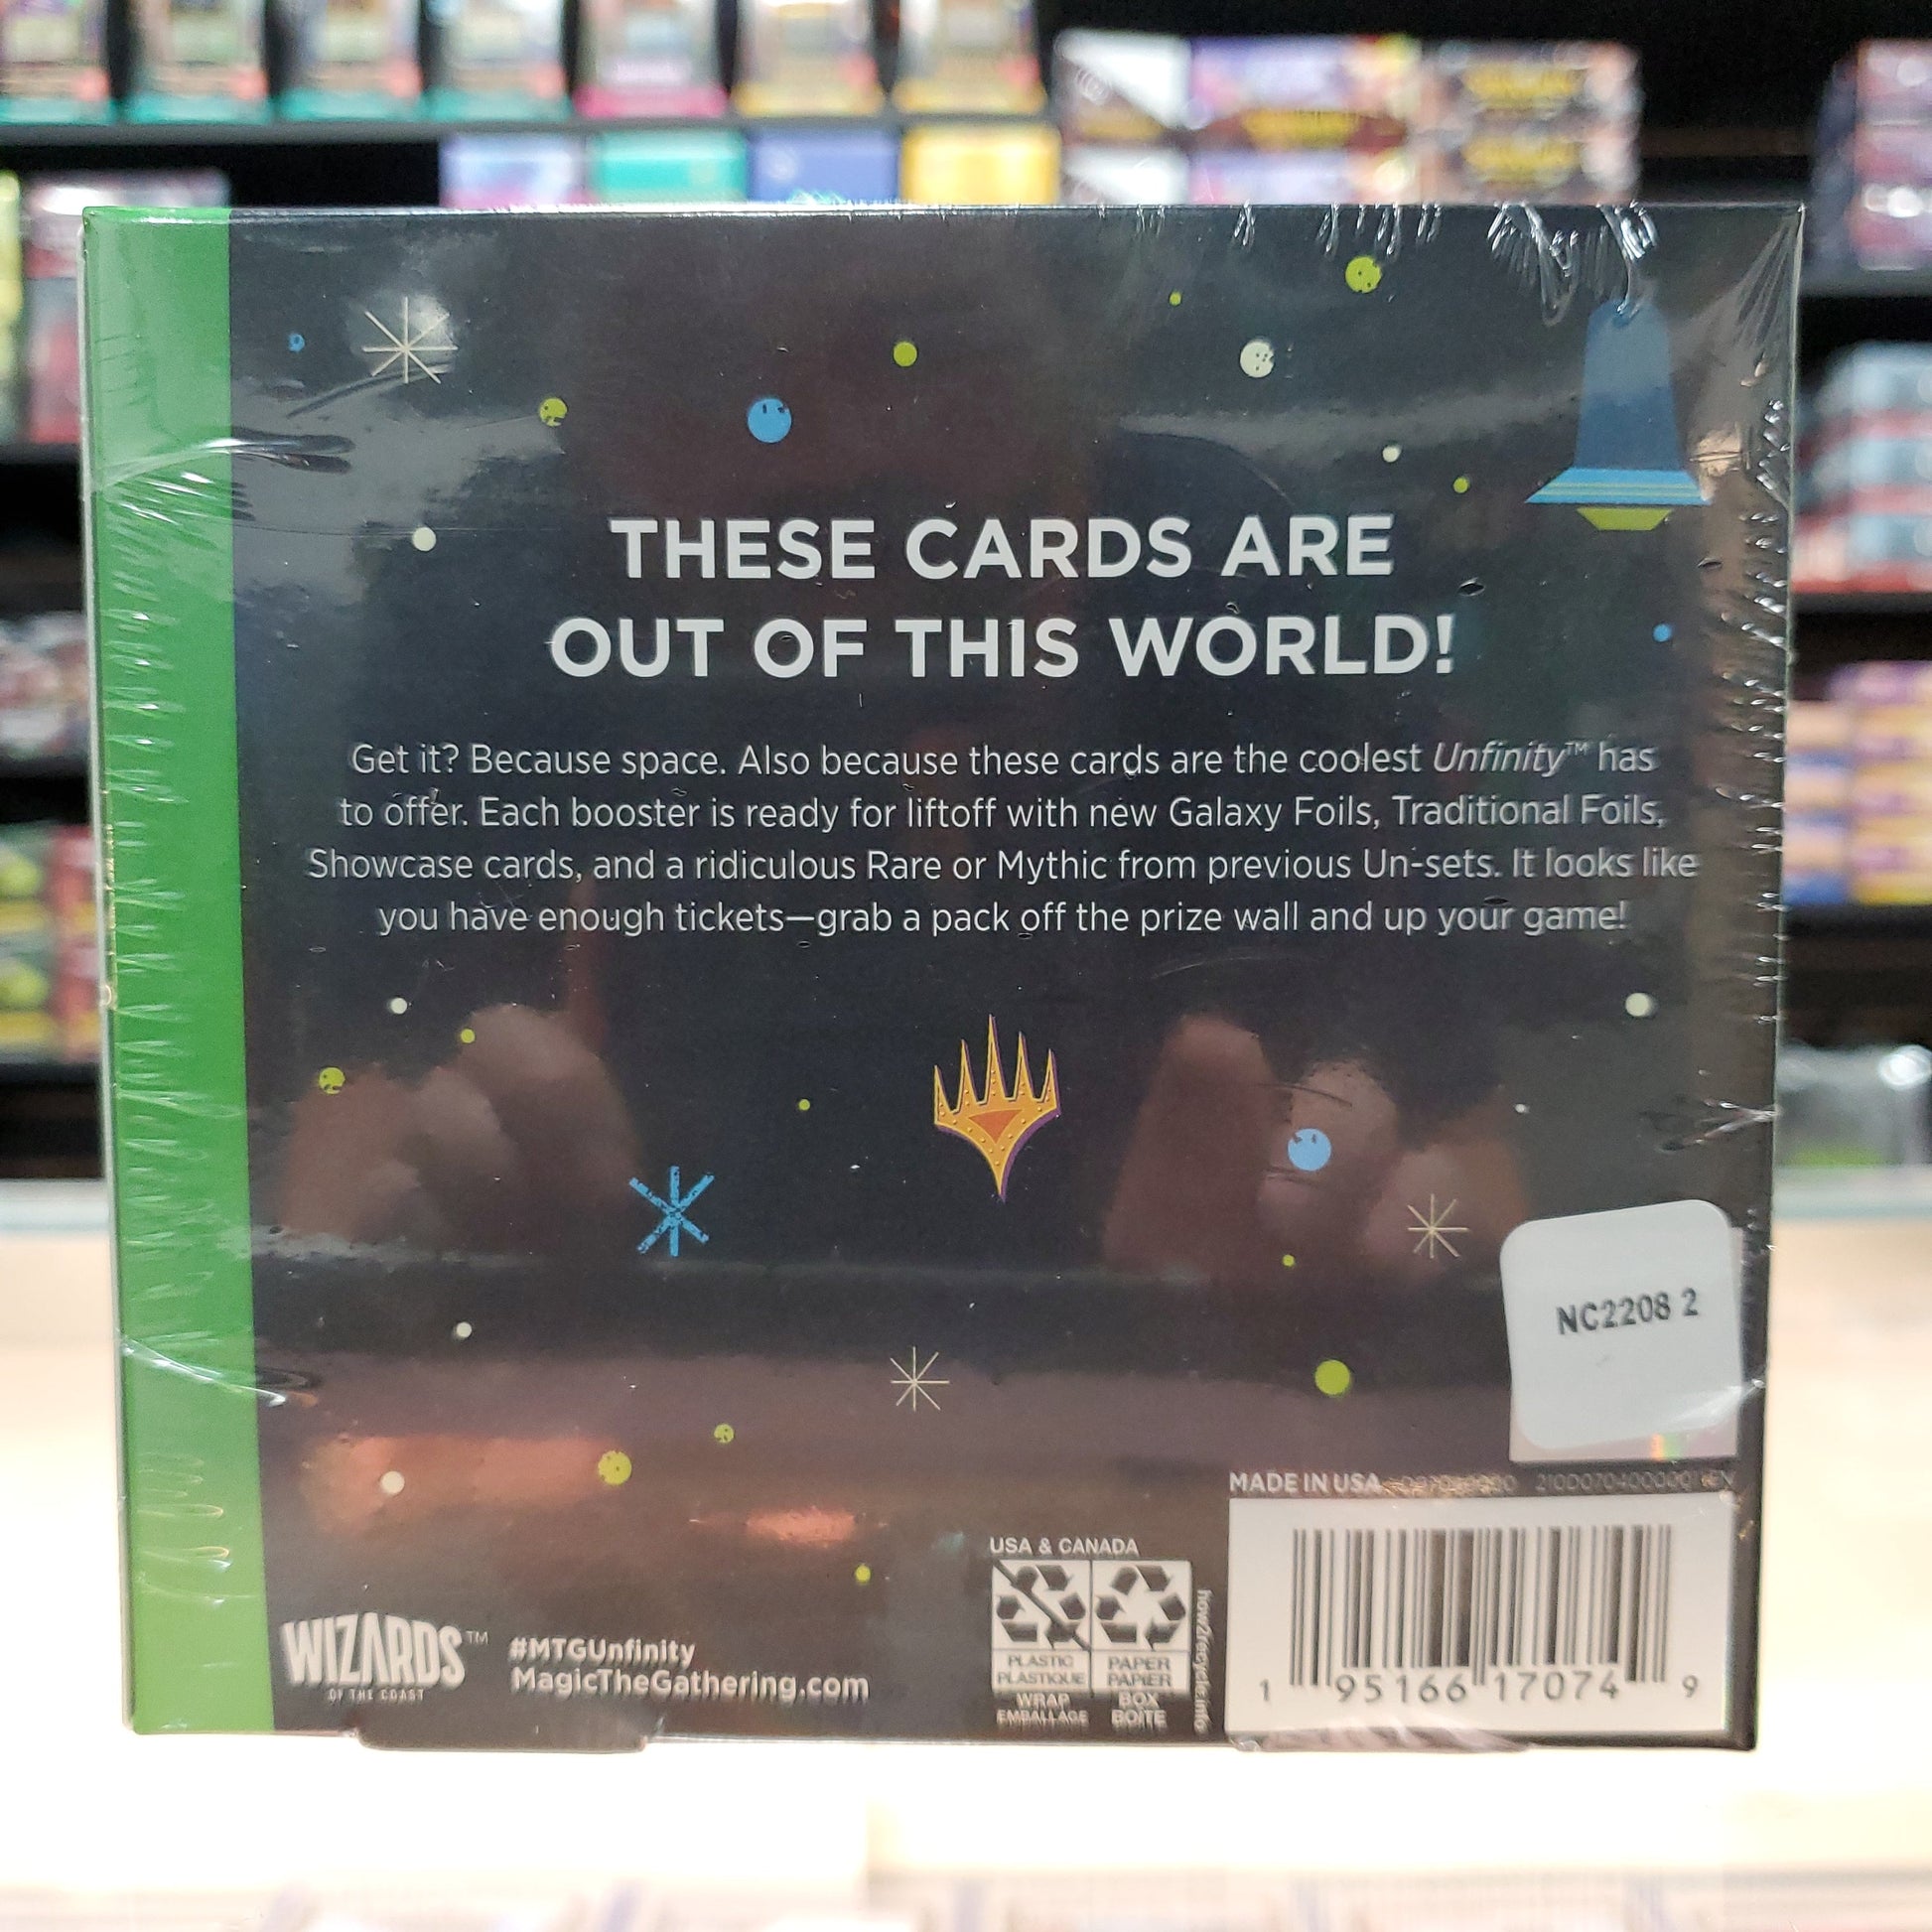 THESE CARDS ARE
OUT OF THIS WORLD!
Get it? Because space. Also because these cards are the coolest Unfinity™ has
to offer. Each booster is ready for liftoff with new Galaxy Foils, Traditional Foils,
Showcase cards, and a ridiculous Rare or Mythic from previous Un-sets. It looks like
you have enough tickets—grab a pack off the prize wall and up your game!
NC2208 2
MADE IN USA
USA & CANADA
PLASTIC
PLASTIQUE
PAPER
PAPIER
WRAP
EMBALLAGE
BOX
BOÎTE
how2recycle.info
WIZARDS™
OF THE COAST
#MTGUnfinity
MagicTheGathering.com
1 95166 17074 9